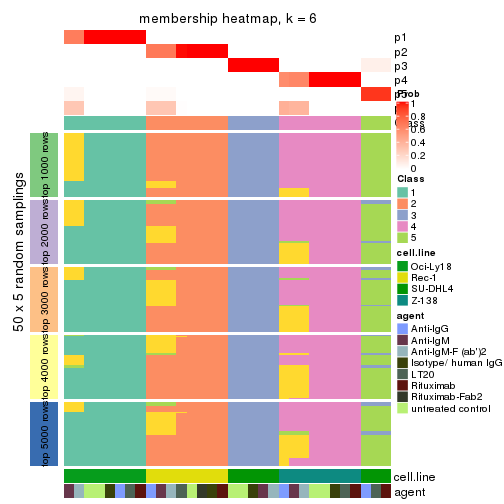 membership heatmap, k = 6
p1
p2
p3
p4
p5
Prob
1
0.8
0.6
0.4
0.2
0
Class
1
2
3
4
5
cell.line
Oci-Ly18
Rec-1
SU-DHL4
Z-138
agent
Anti-IgG
Anti-IgM
Anti-IgM-F (ab')2
Isotype/ human IgG
LT20
Rituximab
Rituximab-Fab2
untreated control
50 x 5 random samplings
top 1000 rows
top 2000 rows
top 3000 rows
top 4000 rows
top 5000 rows
cell.line
agent